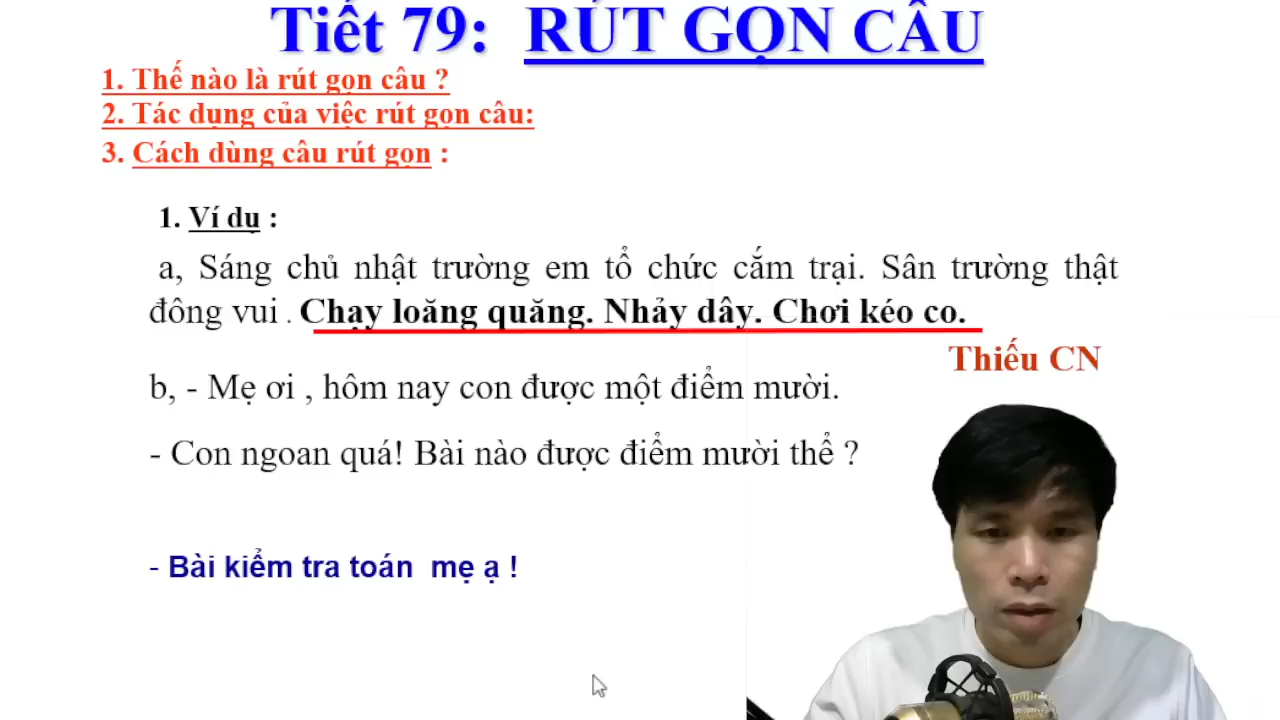 Tiết 79: RÚT GỌN CÂU
1. Thế nào là rút gọn câu ?
2. Tác dụng của việc rút gọn câu:
3. Cách dùng câu rút gọn :
1. Ví dụ :
a, Sáng chủ nhật trường em tổ chức cắm trại. Sân trường thật
đông vui . Chạy loăng quăng. Nhảy dây. Chơi kéo co.
Thiếu CN
b, - Mẹ ơi , hôm nay con được một điểm mười.
- Con ngoan quá! Bài nào được điểm mười thể ?
- Bài kiểm tra toán mẹ ạ !